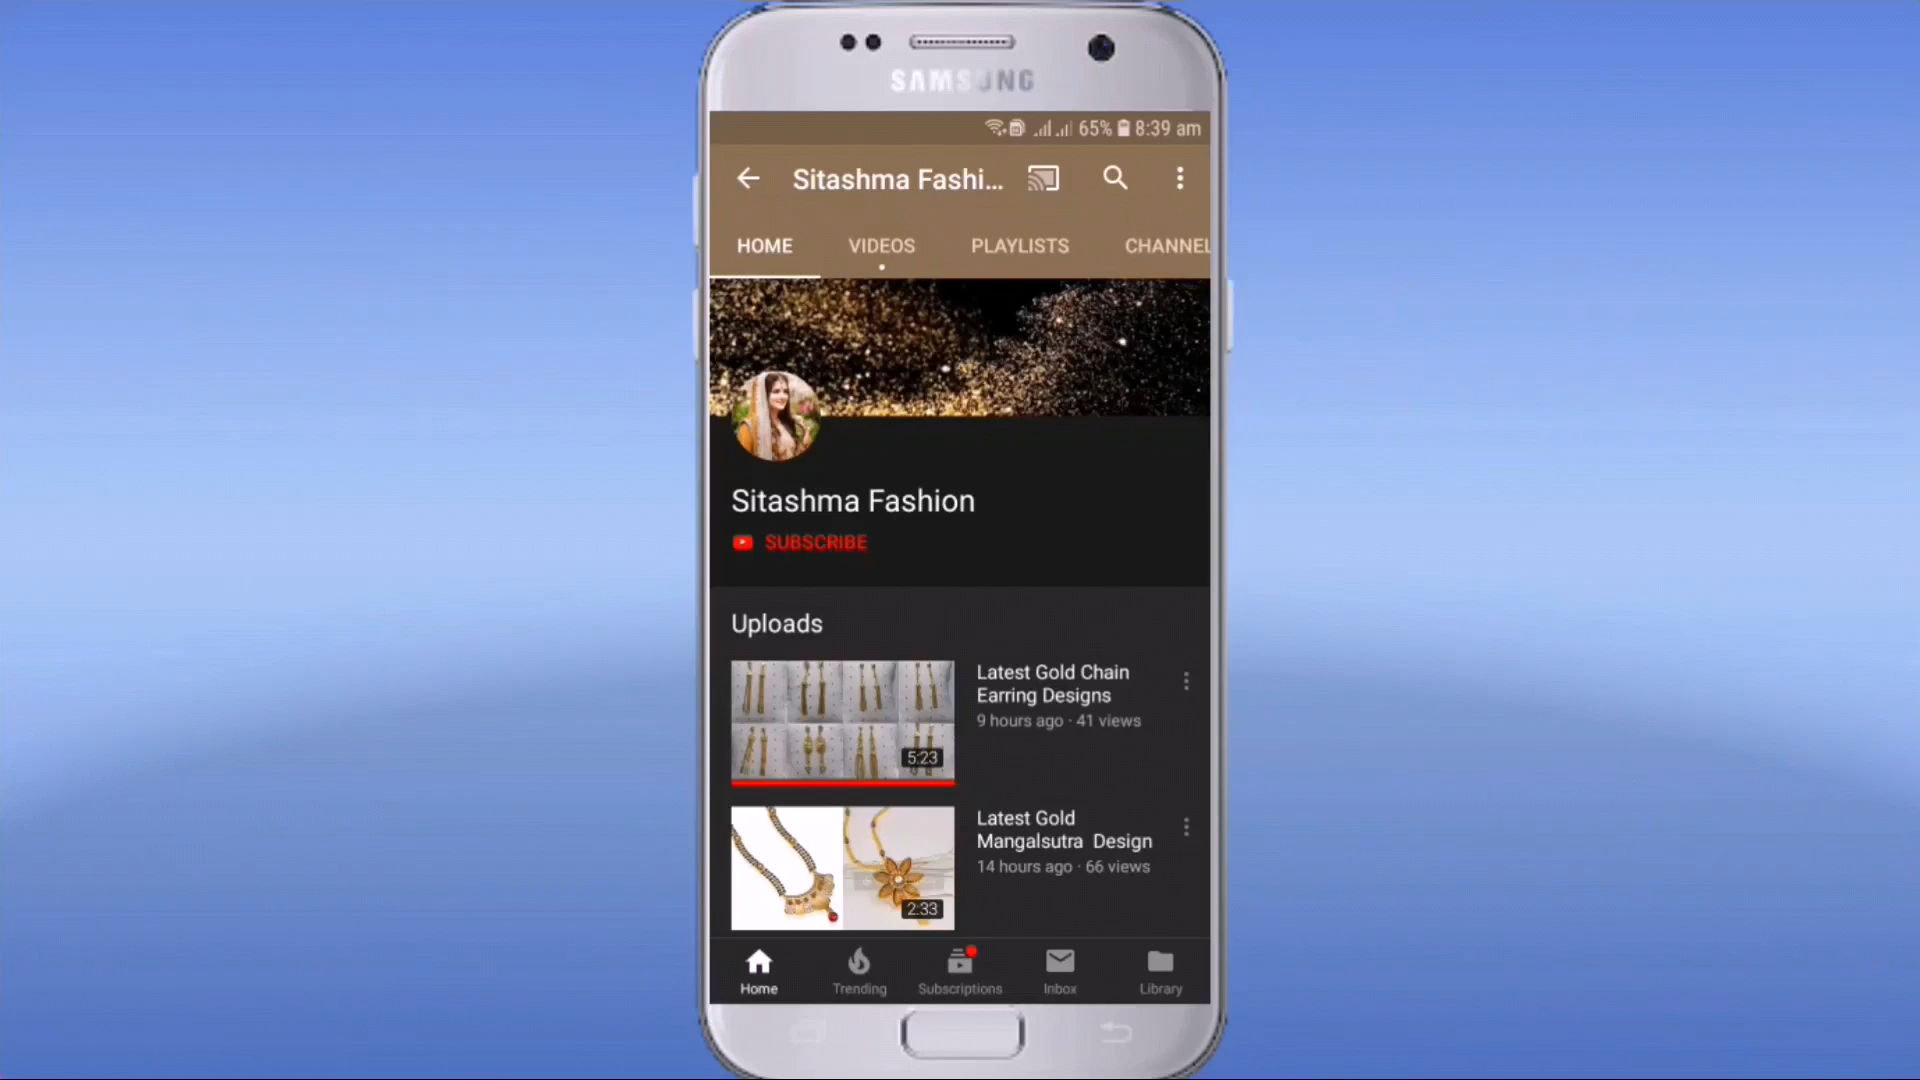 SAMSUNG
65% 8:39 am
Sitashma Fashi...
HOME VIDEOS PLAYLISTS CHANNEL
Sitashma Fashion
SUBSCRIBE
Uploads
Latest Gold Chain
Earring Designs
9 hours ago · 41 views
5:23
Latest Gold
Mangalsutra Design
14 hours ago · 66 views
2:33
Home Trending Subscriptions Inbox Library